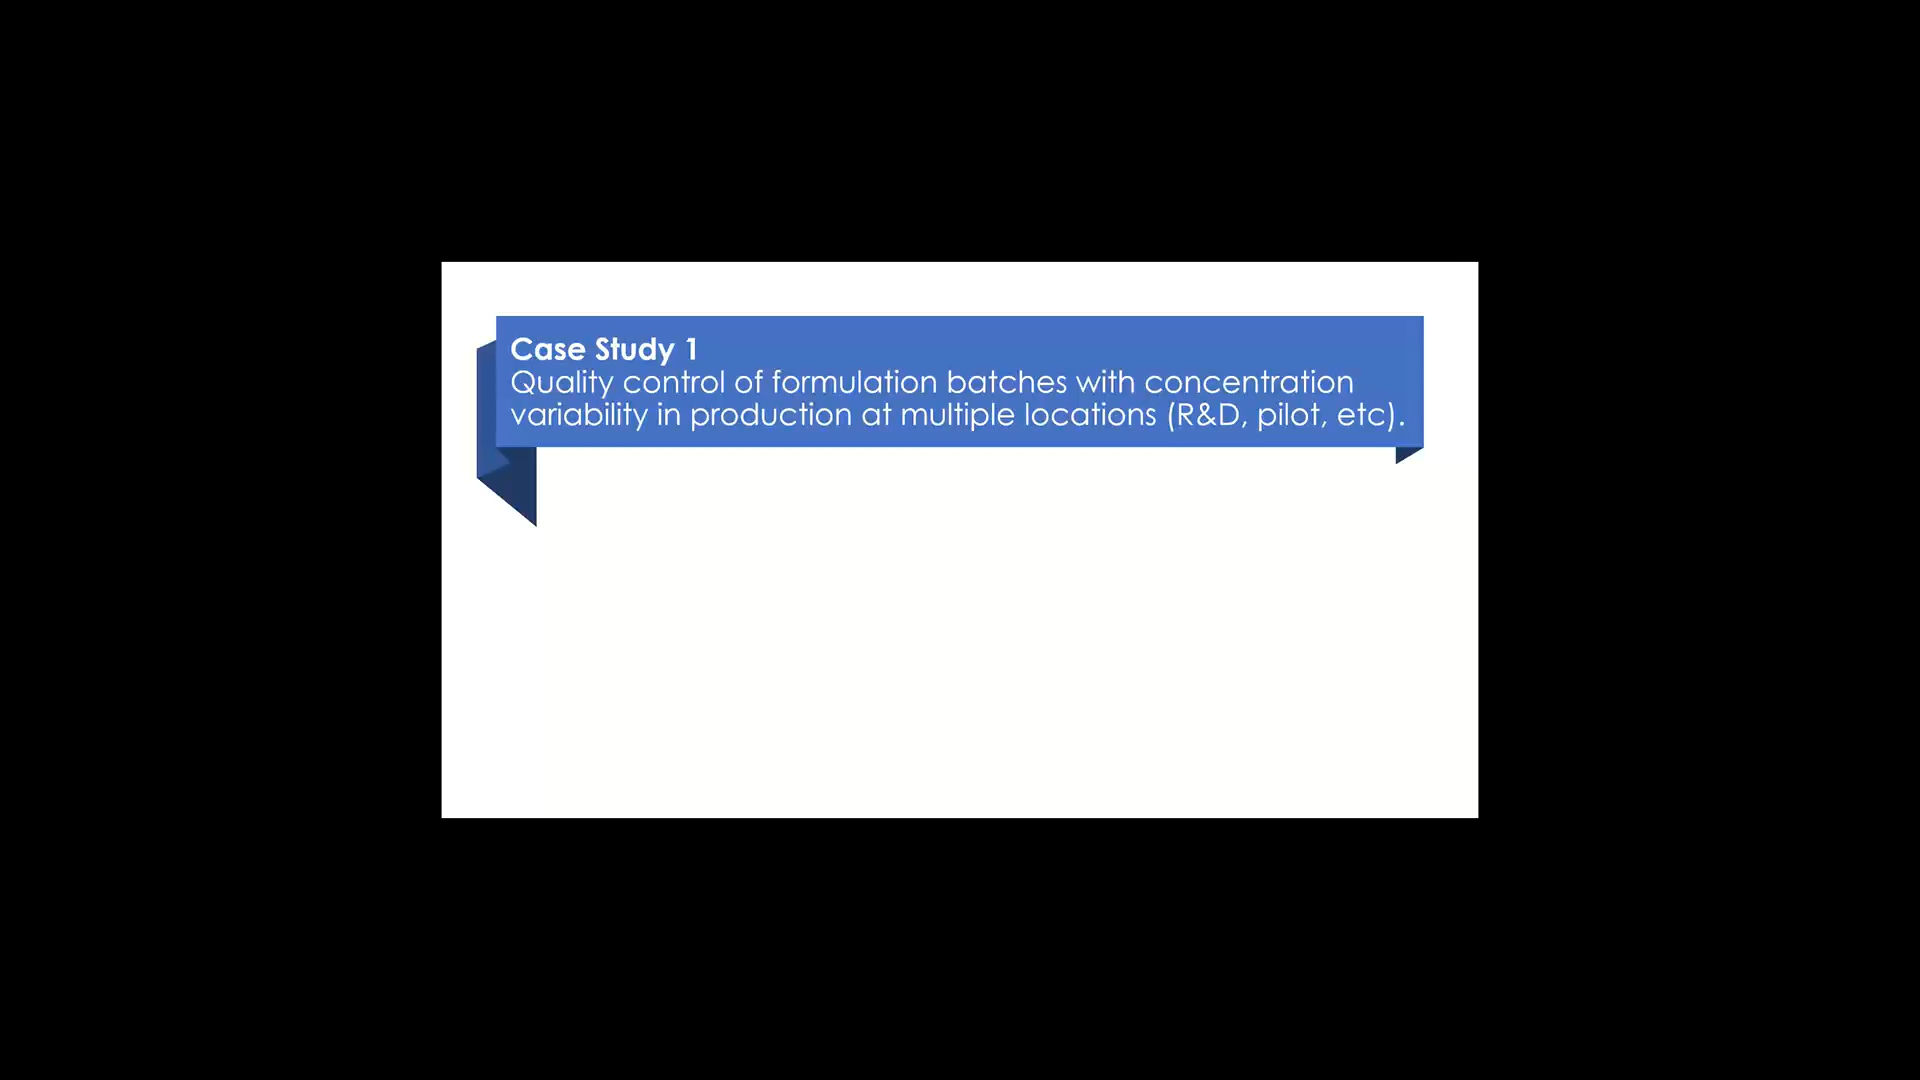 Case Study 1
Quality control of formulation batches with concentration
variability in production at multiple locations (R&D, pilot, etc).